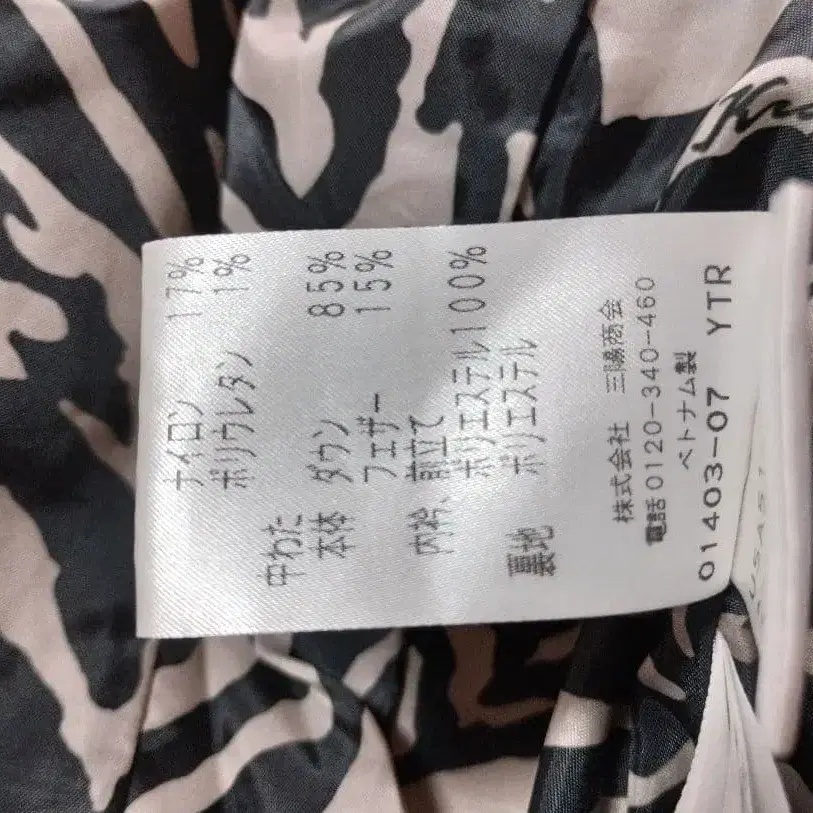 ナイロン 17%
ポリウレタン 1%
中わた
本体 ダウン 85%
フェザー 15%
内衿、前立て
ポリエステル100%
裏地 ポリエステル
株式会社 三陽商会
電話0120-340-460
ベトナム製
01403-07 YTR